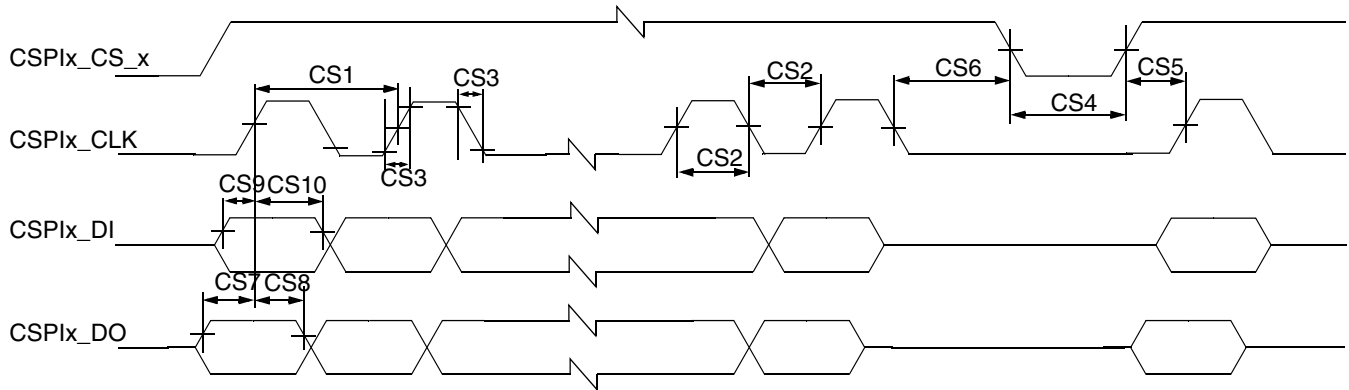 CSPIx_CS_x
CS1
CS3
CS2
CS6
CS5
CS4
CSPIx_CLK
CS3
CS2
CS9
CS10
CSPIx_DI
CS7
CS8
CSPIx_DO